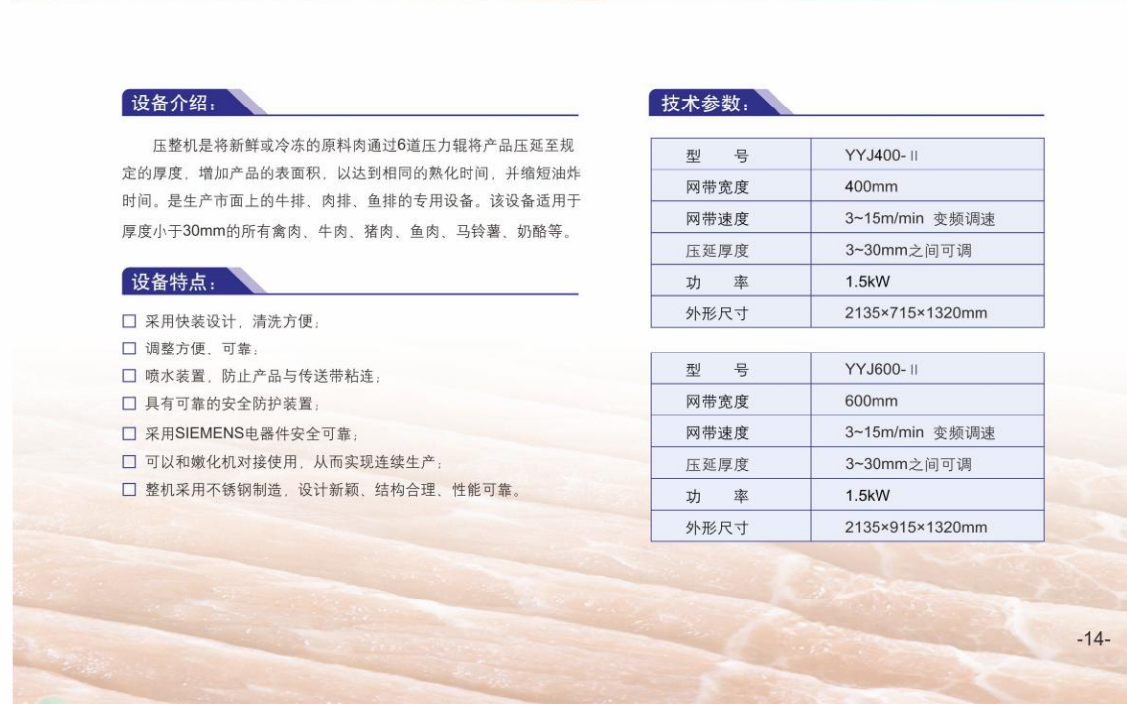 设备介绍：
压整机是将新鲜或冷冻的原料肉通过6道压力辊将产品压延至规
定的厚度，增加产品的表面积，以达到相同的熟化时间，并缩短油炸
时间。是生产市面上的牛排、肉排、鱼排的专用设备。该设备适用于
厚度小于30mm的所有禽肉、牛肉、猪肉、鱼肉、马铃薯、奶酪等。
设备特点：
□ 采用快装设计，清洗方便；
□ 调整方便、可靠；
□ 喷水装置，防止产品与传送带粘连；
□ 具有可靠的安全防护装置；
□ 采用SIEMENS电器件安全可靠；
□ 可以和嫩化机对接使用，从而实现连续生产；
□ 整机采用不锈钢制造，设计新颖、结构合理、性能可靠。
技术参数：
型 号 YYJ400-Ⅱ
网带宽度 400mm
网带速度 3~15m/min 变频调速
压延厚度 3~30mm之间可调
功 率 1.5kW
外形尺寸 2135×715×1320mm
型 号 YYJ600-Ⅱ
网带宽度 600mm
网带速度 3~15m/min 变频调速
压延厚度 3~30mm之间可调
功 率 1.5kW
外形尺寸 2135×915×1320mm
-14-